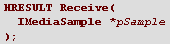 HRESULT Receive(
IMediaSample *pSample
);